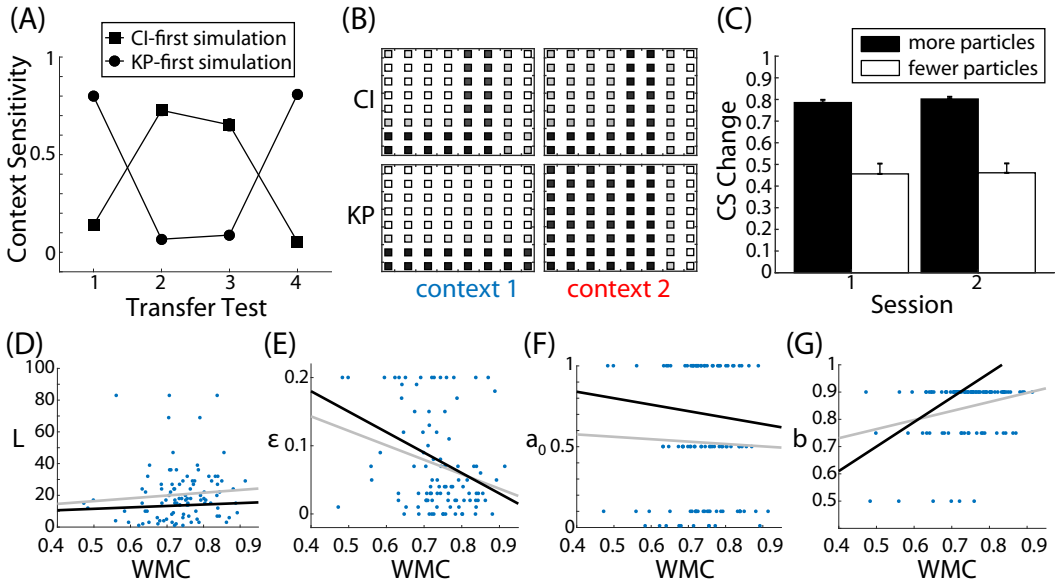 (A)
CI-first simulation
KP-first simulation
1
0.5
0
Context Sensitivity
1 2 3 4
Transfer Test
(B)
CI
KP
context 1
context 2
(C)
more particles
fewer particles
1
0.9
0.8
0.7
0.6
0.5
0.4
0.3
0.2
0.1
0
CS Change
1 2
Session
(D)
100
80
60
40
20
0
L
0.4 0.5 0.6 0.7 0.8 0.9
WMC
(E)
0.2
0.1
0
ε
0.4 0.5 0.6 0.7 0.8 0.9
WMC
(F)
1
0.5
0
a0
0.4 0.5 0.6 0.7 0.8 0.9
WMC
(G)
1
0.9
0.8
0.7
0.6
0.5
b
0.4 0.5 0.6 0.7 0.8 0.9
WMC